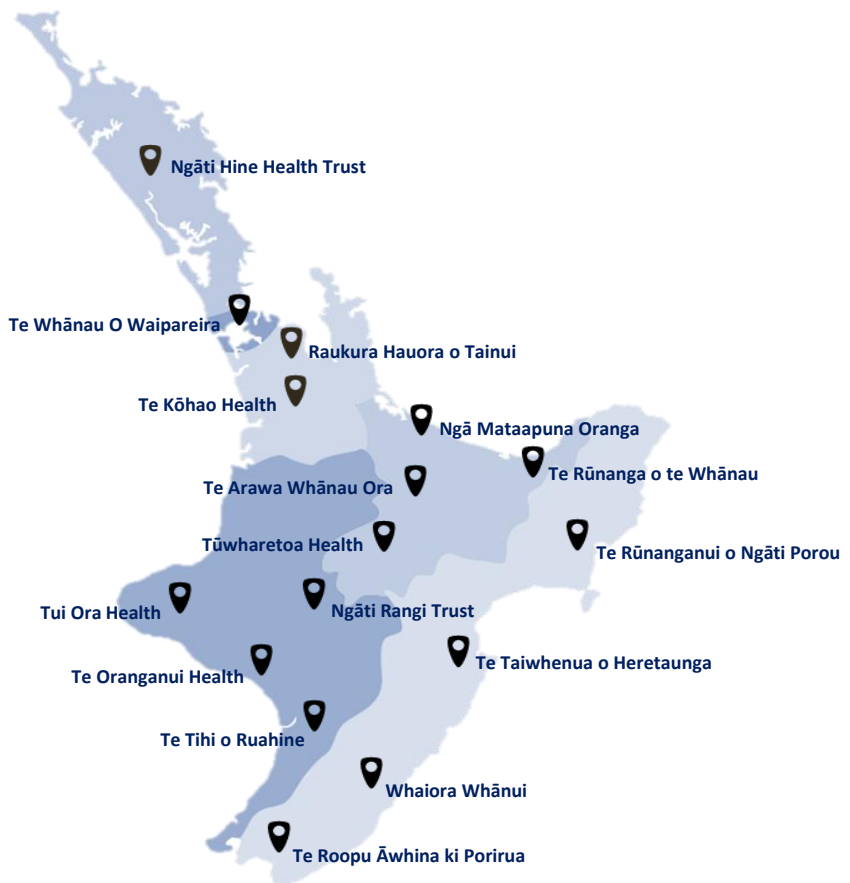 Ngāti Hine Health Trust
Te Whānau O Waipareira
Raukura Hauora o Tainui
Te Kōhao Health
Ngā Mataapuna Oranga
Te Rūnanga o te Whānau
Te Arawa Whānau Ora
Tūwharetoa Health
Te Rūnanganui o Ngāti Porou
Tui Ora Health
Ngāti Rangi Trust
Te Taiwhenua o Heretaunga
Te Oranganui Health
Te Tihi o Ruahine
Whaiora Whānui
Te Roopu Āwhina ki Porirua